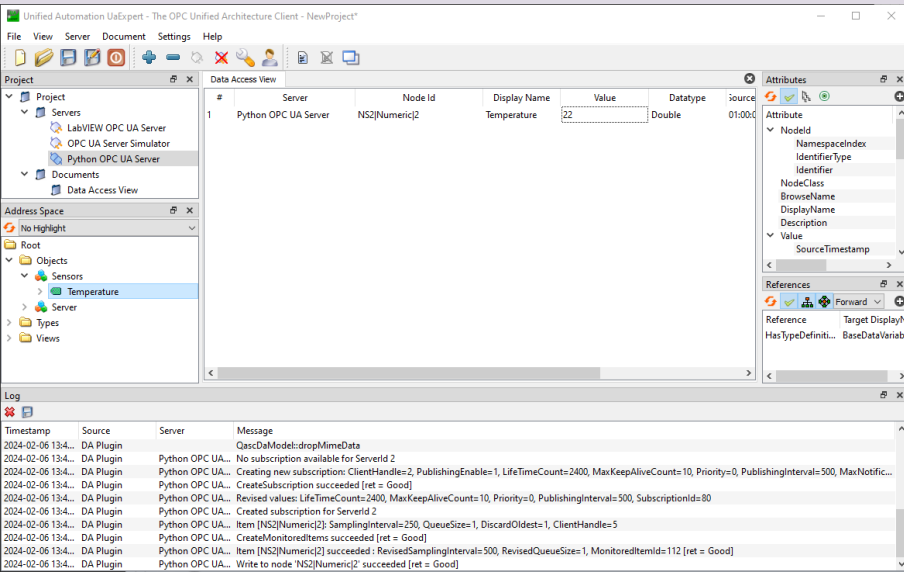 Unified Automation UaExpert - The OPC Unified Architecture Client - NewProject*
File View Server Document Settings Help
Project
Project
Servers
LabVIEW OPC UA Server
OPC UA Server Simulator
Python OPC UA Server
Documents
Data Access View
Address Space
No Highlight
Root
Objects
Sensors
Temperature
Server
Types
Views
Data Access View
# Server Node Id Display Name Value Datatype Source
1 Python OPC UA Server NS2|Numeric|2 Temperature 22 Double 01:00:0
Attributes
Attribute
NodeId
NamespaceIndex
IdentifierType
Identifier
NodeClass
BrowseName
DisplayName
Description
Value
SourceTimestamp
References
Forward
Reference Target DisplayN
HasTypeDefiniti... BaseDataVariab
Log
Timestamp Source Server Message
2024-02-06 13:4... DA Plugin QascDaModel::dropMimeData
2024-02-06 13:4... DA Plugin Python OPC UA... No subscription available for ServerId 2
2024-02-06 13:4... DA Plugin Python OPC UA... Creating new subscription: ClientHandle=2, PublishingEnable=1, LifeTimeCount=2400, MaxKeepAliveCount=10, Priority=0, PublishingInterval=500, MaxNotific...
2024-02-06 13:4... DA Plugin Python OPC UA... CreateSubscription succeeded [ret = Good]
2024-02-06 13:4... DA Plugin Python OPC UA... Revised values: LifeTimeCount=2400, MaxKeepAliveCount=10, Priority=0, PublishingInterval=500, SubscriptionId=80
2024-02-06 13:4... DA Plugin Python OPC UA... Created subscription for ServerId 2
2024-02-06 13:4... DA Plugin Python OPC UA... Item [NS2|Numeric|2]: SamplingInterval=250, QueueSize=1, DiscardOldest=1, ClientHandle=5
2024-02-06 13:4... DA Plugin Python OPC UA... CreateMonitoredItems succeeded [ret = Good]
2024-02-06 13:4... DA Plugin Python OPC UA... Item [NS2|Numeric|2] succeeded : RevisedSamplingInterval=500, RevisedQueueSize=1, MonitoredItemId=112 [ret = Good]
2024-02-06 13:4... DA Plugin Python OPC UA... Write to node 'NS2|Numeric|2' succeeded [ret = Good]